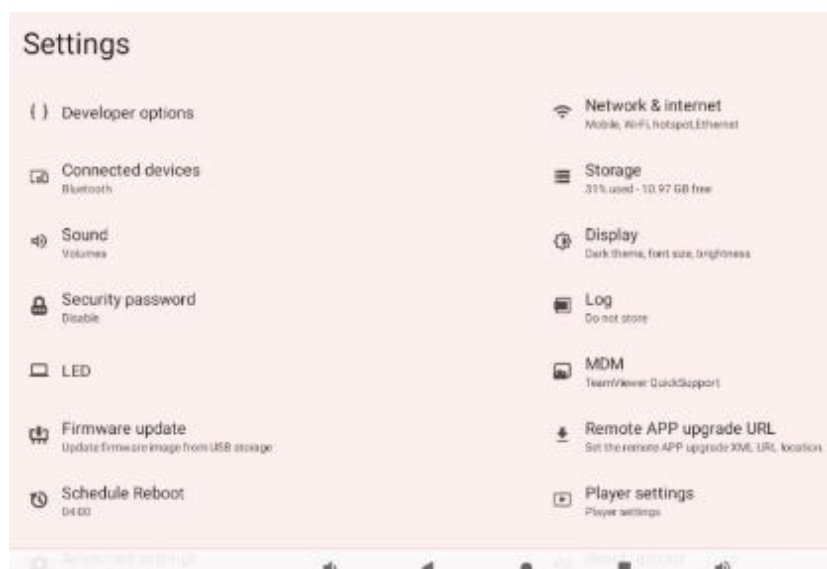 Settings
{ } Developer options
Network & internet
Mobile, Wi-Fi, hotspot,Ethernet
Connected devices
Bluetooth
Storage
31% used - 10.97 GB free
Sound
Volumes
Display
Dark theme, font size, brightness
Security password
Disable
Log
Do not store
LED
MDM
TeamViewer QuickSupport
Firmware update
Update firmware image from USB storage
Remote APP upgrade URL
Set the remote APP upgrade XML URL location.
Schedule Reboot
04:00
Player settings
Player settings
Advanced settings